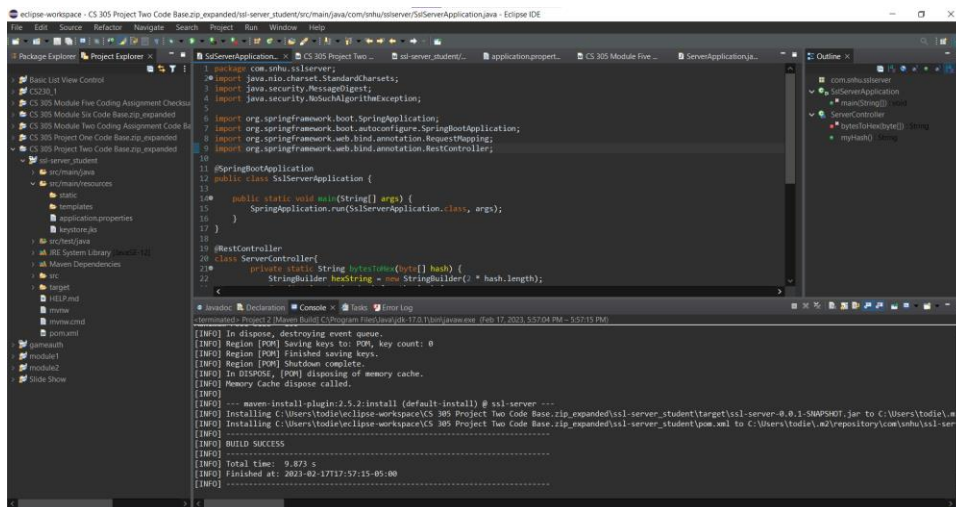 eclipse-workspace - CS 305 Project Two Code Base.zip_expanded/ssl-server_student/src/main/java/com/snhu/sslserver/SslServerApplication.java - Eclipse IDE
File Edit Source Refactor Navigate Search Project Run Window Help
Package Explorer Project Explorer ×
Basic List View Control
CS230_1
CS 305 Module Five Coding Assignment Checksu
CS 305 Module Six Code Base.zip_expanded
CS 305 Module Two Coding Assignment Code Ba
CS 305 Project One Code Base.zip_expanded
CS 305 Project Two Code Base.zip_expanded
ssl-server_student
src/main/java
src/main/resources
static
templates
application.properties
keystore.jks
src/test/java
JRE System Library [JavaSE-12]
Maven Dependencies
src
target
HELP.md
mvnw
mvnw.cmd
pom.xml
gameauth
module1
module2
Slide Show
SslServerApplication... × CS 305 Project Two ... ssl-server_student/ application.propert... CS 305 Module Five ... ServerApplication.ja...
1 package com.snhu.sslserver;
2 import java.nio.charset.StandardCharsets;
3 import java.security.MessageDigest;
4 import java.security.NoSuchAlgorithmException;
5
6 import org.springframework.boot.SpringApplication;
7 import org.springframework.boot.autoconfigure.SpringBootApplication;
8 import org.springframework.web.bind.annotation.RequestMapping;
9 import org.springframework.web.bind.annotation.RestController;
10
11 @SpringBootApplication
12 public class SslServerApplication {
13
14 public static void main(String[] args) {
15 SpringApplication.run(SslServerApplication.class, args);
16 }
17 }
18
19 @RestController
20 class ServerController{
21 private static String bytesToHex(byte[] hash) {
22 StringBuilder hexString = new StringBuilder(2 * hash.length);
Outline ×
com.snhu.sslserver
SslServerApplication
main(String[]) : void
ServerController
bytesToHex(byte[]) : String
myHash() : String
Javadoc Declaration Console × Tasks Error Log
<terminated> Project 2 [Maven Build] C:\Program Files\Java\jdk-17.0.1\bin\javaw.exe (Feb 17, 2023, 5:57:04 PM – 5:57:15 PM)
[INFO] In dispose, destroying event queue.
[INFO] Region [POM] Saving keys to: POM, key count: 0
[INFO] Region [POM] Finished saving keys.
[INFO] Region [POM] Shutdown complete.
[INFO] In DISPOSE, [POM] disposing of memory cache.
[INFO] Memory Cache dispose called.
[INFO]
[INFO] --- maven-install-plugin:2.5.2:install (default-install) @ ssl-server ---
[INFO] Installing C:\Users\todie\eclipse-workspace\CS 305 Project Two Code Base.zip_expanded\ssl-server_student\target\ssl-server-0.0.1-SNAPSHOT.jar to C:\Users\todie\.m
[INFO] Installing C:\Users\todie\eclipse-workspace\CS 305 Project Two Code Base.zip_expanded\ssl-server_student\pom.xml to C:\Users\todie\.m2\repository\com\snhu\ssl-ser
[INFO] ------------------------------------------------------------------------
[INFO] BUILD SUCCESS
[INFO] ------------------------------------------------------------------------
[INFO] Total time: 9.873 s
[INFO] Finished at: 2023-02-17T17:57:15-05:00
[INFO] ------------------------------------------------------------------------